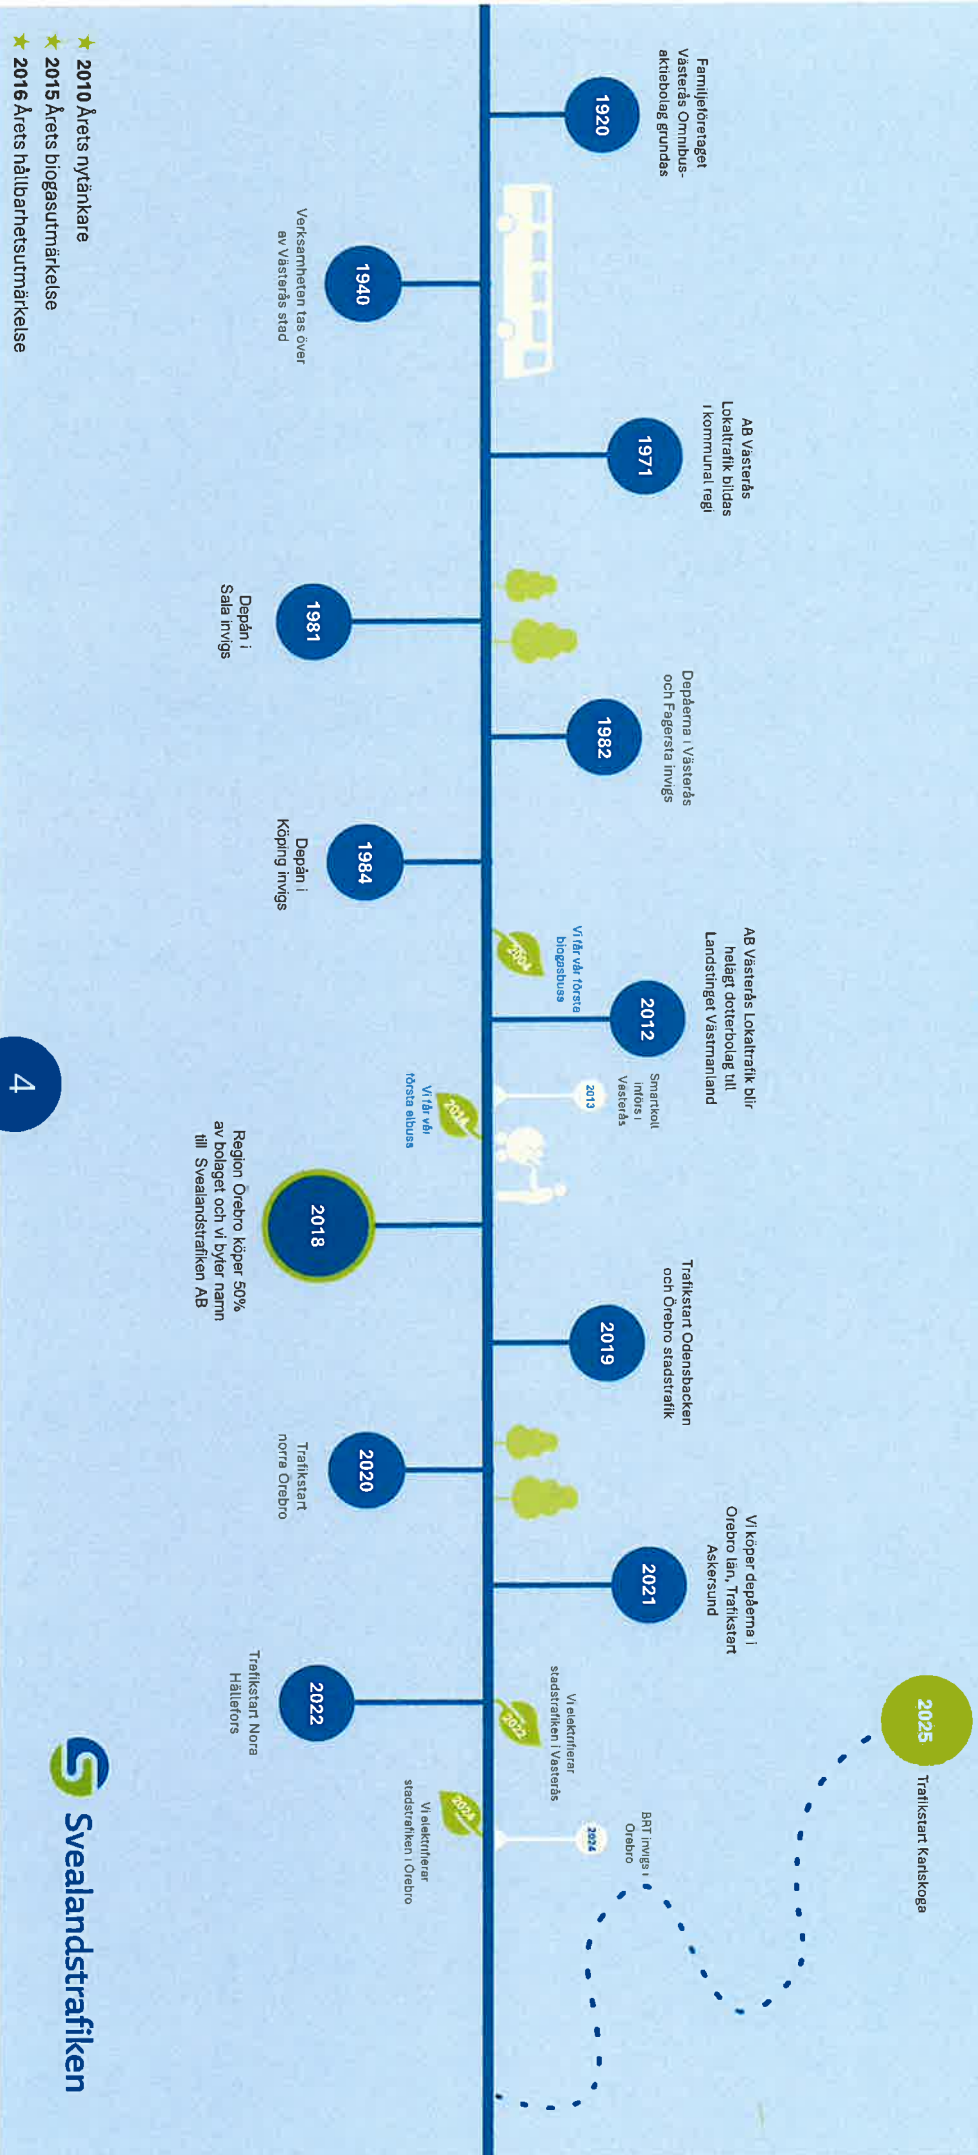 1920
Familjeföretaget
Västerås Omnibus-
aktiebolag grundas
1940
Verksamheten tas över
av Västerås stad
1971
AB Västerås
Lokaltrafik bildas
i kommunal regi
1981
Depån i
Sala invigs
1982
Depåerna i Västerås
och Fagersta invigs
1984
Depån i
Köping invigs
2004
Vi får vår första
biogasbuss
2012
AB Västerås Lokaltrafik blir
helägt dotterbolag till
Landstinget Västmanland
2013
Smartkoll
införs i
Västerås
2014
Vi får vår
första elbuss
2018
Region Örebro köper 50%
av bolaget och vi byter namn
till Svealandstrafiken AB
2019
Trafikstart Odensbacken
och Örebro stadstrafik
2020
Trafikstart
norra Örebro
2021
Vi köper depåerna i
Örebro län, Trafikstart
Askersund
2022
Trafikstart Nora
Hällefors
2022
Vi elektrifierar
stadstrafiken i Västerås
2024
Vi elektrifierar
stadstrafiken i Örebro
2024
BRT invigs i
Örebro
2025
Trafikstart Karlskoga
★ 2010 Årets nytänkare
★ 2015 Årets biogasutmärkelse
★ 2016 Årets hållbarhetsutmärkelse
4
Svealandstrafiken